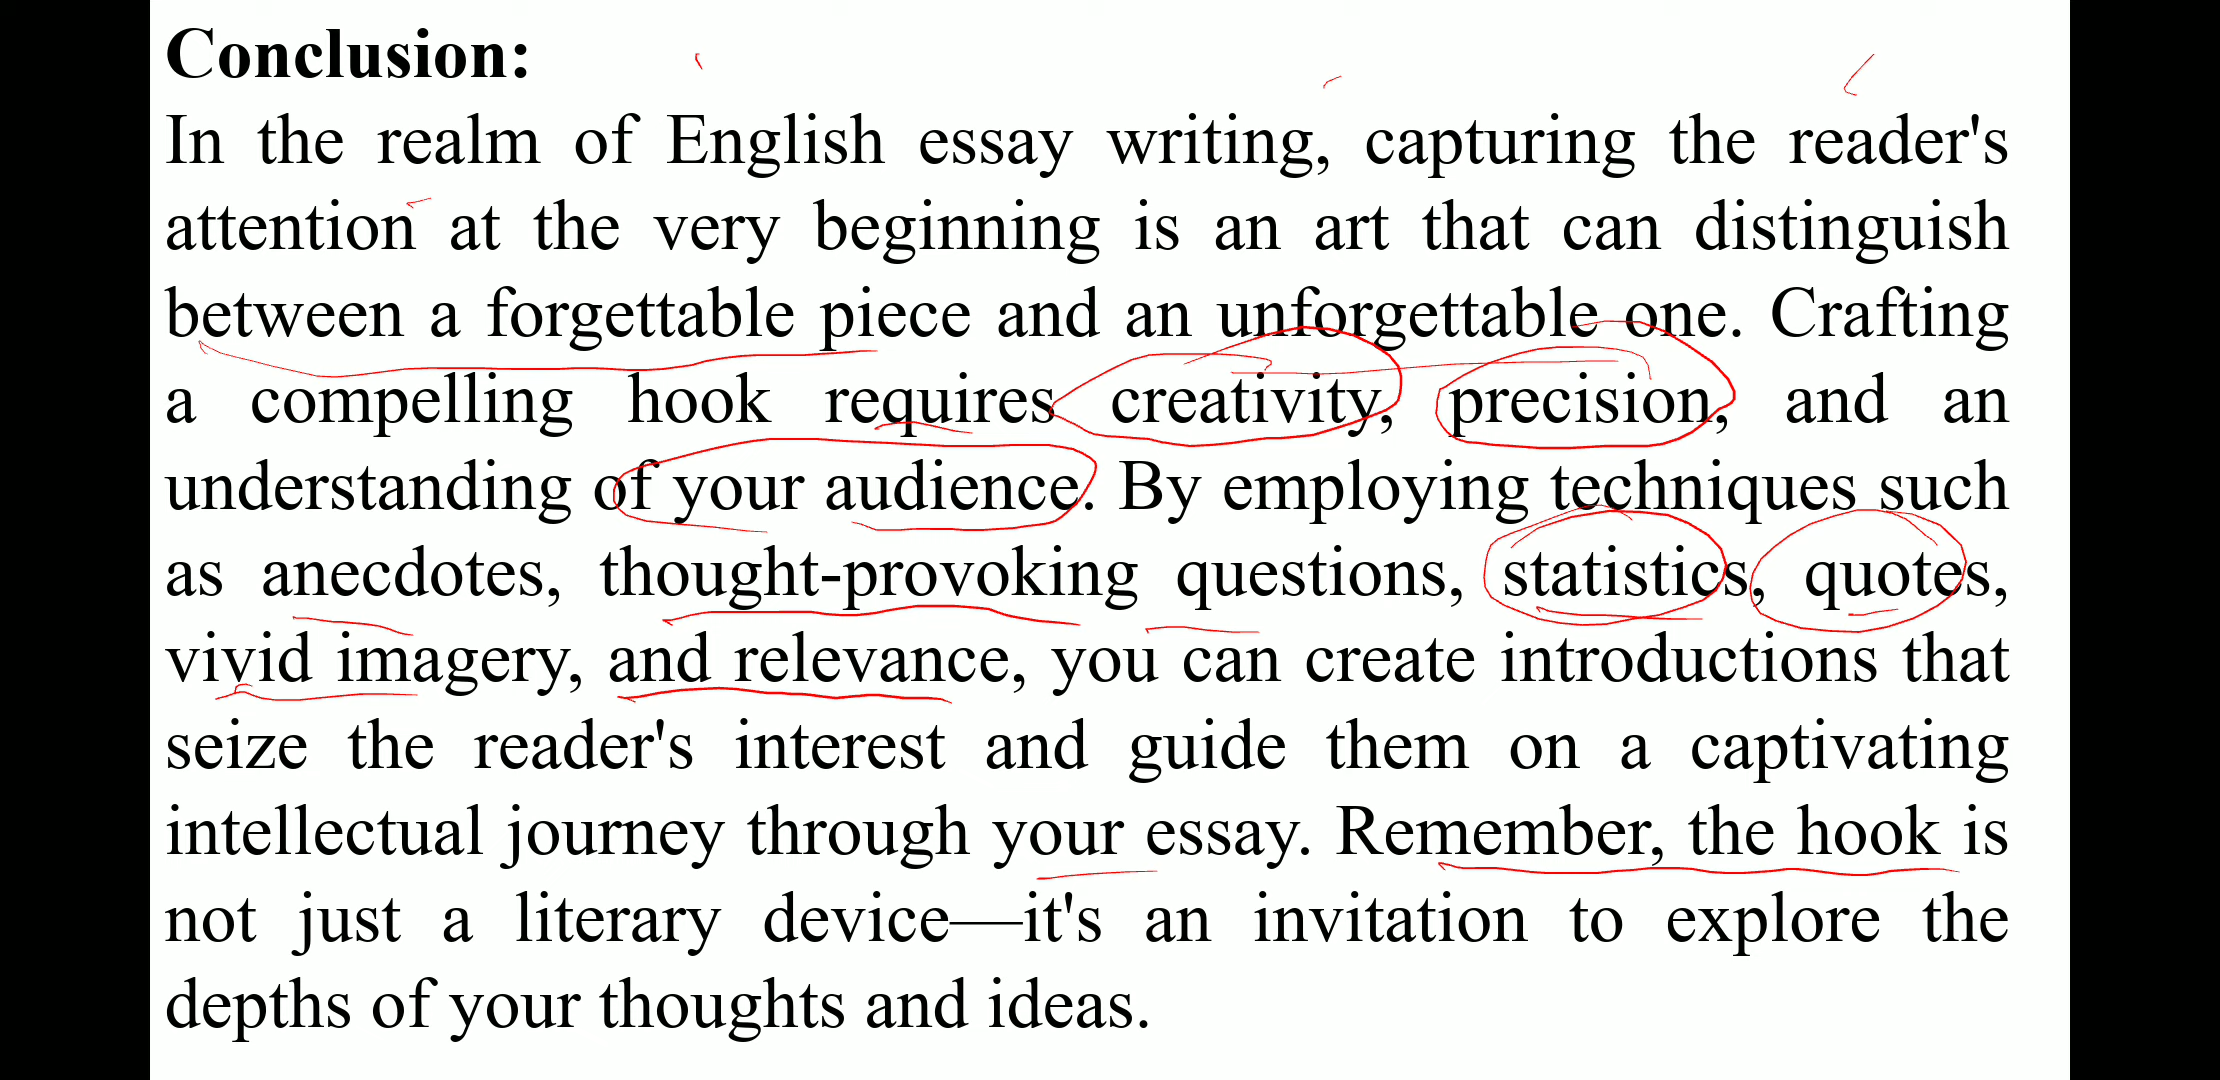 Conclusion:
In the realm of English essay writing, capturing the reader's
attention at the very beginning is an art that can distinguish
between a forgettable piece and an unforgettable one. Crafting
a compelling hook requires creativity, precision, and an
understanding of your audience. By employing techniques such
as anecdotes, thought-provoking questions, statistics, quotes,
vivid imagery, and relevance, you can create introductions that
seize the reader's interest and guide them on a captivating
intellectual journey through your essay. Remember, the hook is
not just a literary device—it's an invitation to explore the
depths of your thoughts and ideas.